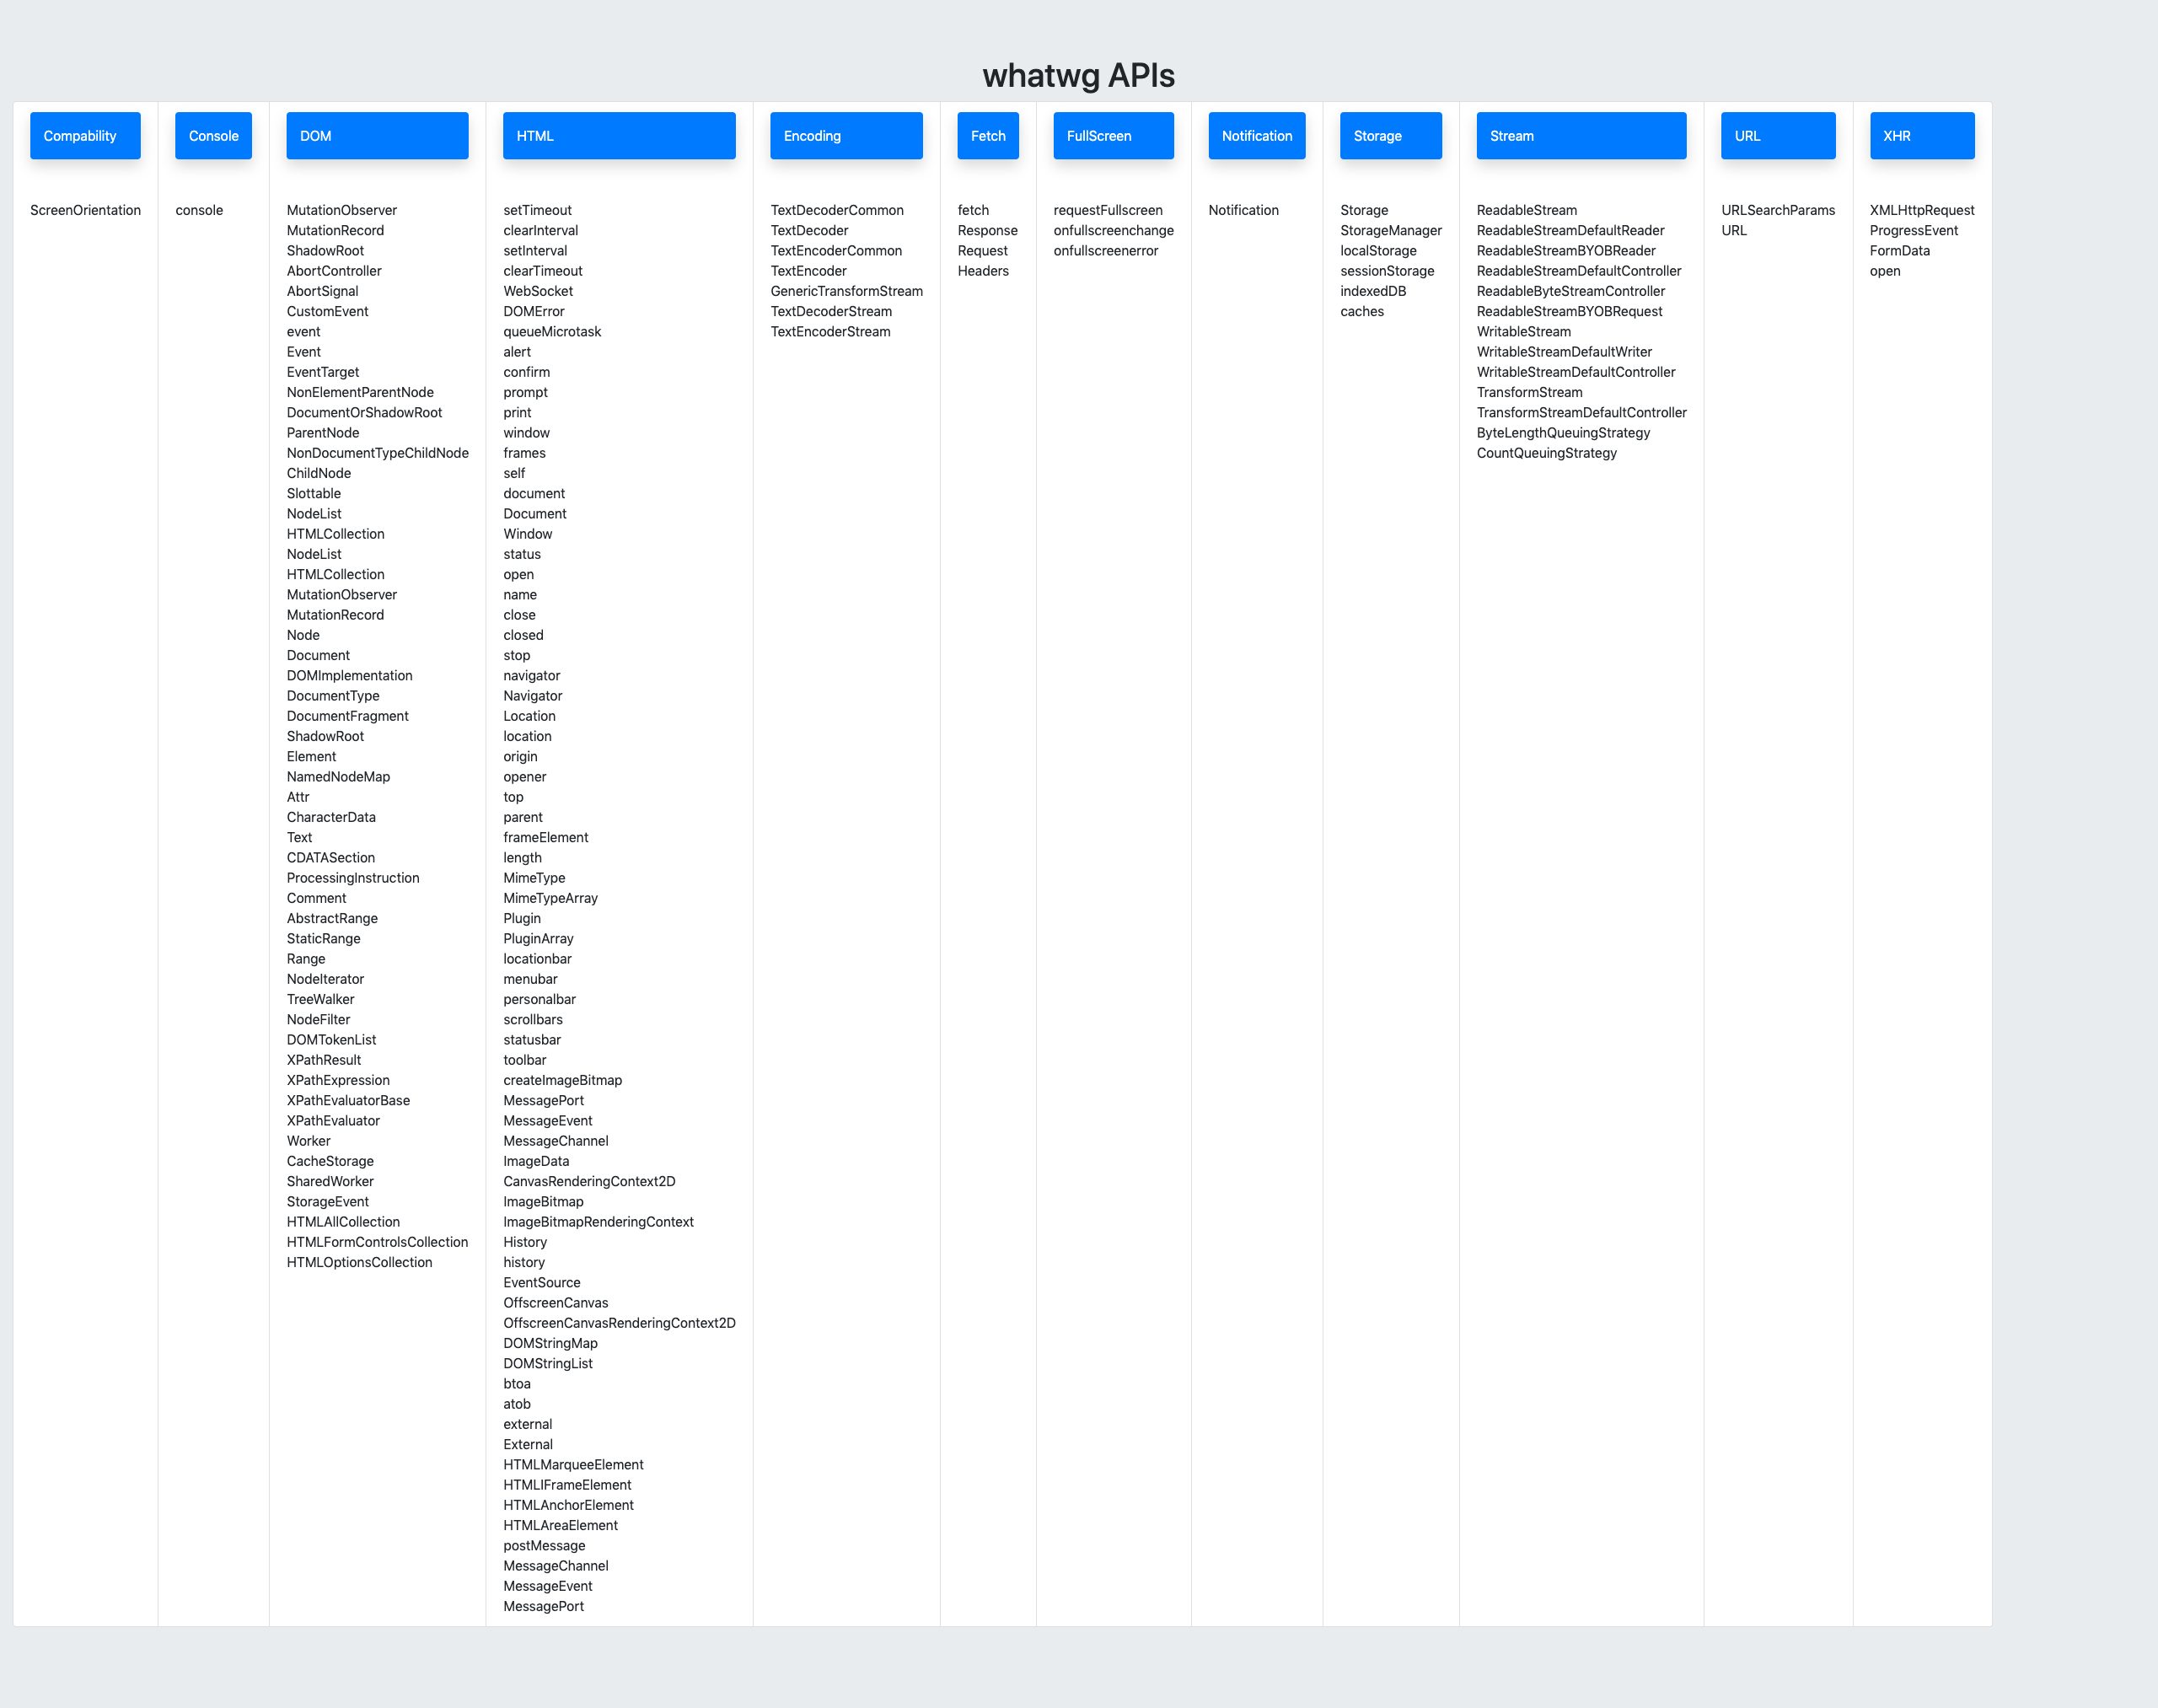 whatwg APIs
Compability
ScreenOrientation
Console
console
DOM
MutationObserver
MutationRecord
ShadowRoot
AbortController
AbortSignal
CustomEvent
event
Event
EventTarget
NonElementParentNode
DocumentOrShadowRoot
ParentNode
NonDocumentTypeChildNode
ChildNode
Slottable
NodeList
HTMLCollection
NodeList
HTMLCollection
MutationObserver
MutationRecord
Node
Document
DOMImplementation
DocumentType
DocumentFragment
ShadowRoot
Element
NamedNodeMap
Attr
CharacterData
Text
CDATASection
ProcessingInstruction
Comment
AbstractRange
StaticRange
Range
NodeIterator
TreeWalker
NodeFilter
DOMTokenList
XPathResult
XPathExpression
XPathEvaluatorBase
XPathEvaluator
Worker
CacheStorage
SharedWorker
StorageEvent
HTMLAllCollection
HTMLFormControlsCollection
HTMLOptionsCollection
HTML
setTimeout
clearInterval
setInterval
clearTimeout
WebSocket
DOMError
queueMicrotask
alert
confirm
prompt
print
window
frames
self
document
Document
Window
status
open
name
close
closed
stop
navigator
Navigator
Location
location
origin
opener
top
parent
frameElement
length
MimeType
MimeTypeArray
Plugin
PluginArray
locationbar
menubar
personalbar
scrollbars
statusbar
toolbar
createImageBitmap
MessagePort
MessageEvent
MessageChannel
ImageData
CanvasRenderingContext2D
ImageBitmap
ImageBitmapRenderingContext
History
history
EventSource
OffscreenCanvas
OffscreenCanvasRenderingContext2D
DOMStringMap
DOMStringList
btoa
atob
external
External
HTMLMarqueeElement
HTMLIFrameElement
HTMLAnchorElement
HTMLAreaElement
postMessage
MessageChannel
MessageEvent
MessagePort
Encoding
TextDecoderCommon
TextDecoder
TextEncoderCommon
TextEncoder
GenericTransformStream
TextDecoderStream
TextEncoderStream
Fetch
fetch
Response
Request
Headers
FullScreen
requestFullscreen
onfullscreenchange
onfullscreenerror
Notification
Notification
Storage
Storage
StorageManager
localStorage
sessionStorage
indexedDB
caches
Stream
ReadableStream
ReadableStreamDefaultReader
ReadableStreamBYOBReader
ReadableStreamDefaultController
ReadableByteStreamController
ReadableStreamBYOBRequest
WritableStream
WritableStreamDefaultWriter
WritableStreamDefaultController
TransformStream
TransformStreamDefaultController
ByteLengthQueuingStrategy
CountQueuingStrategy
URL
URLSearchParams
URL
XHR
XMLHttpRequest
ProgressEvent
FormData
open